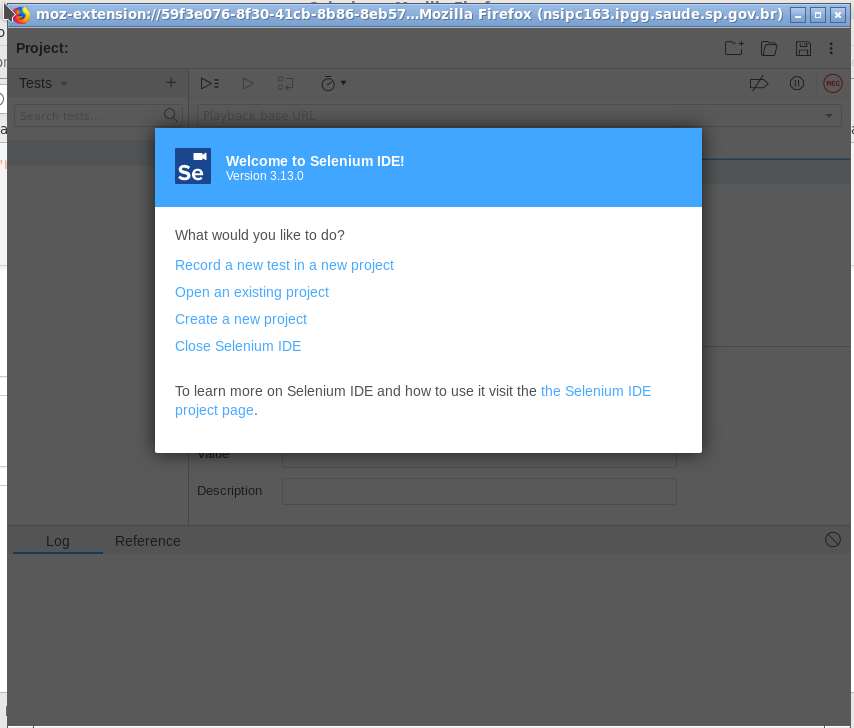 moz-extension://59f3e076-8f30-41cb-8b86-8eb57...Mozilla Firefox (nsipc163.ipgg.saude.sp.gov.br)
Project:
Tests
Search tests...
Playback base URL
REC
Se
Welcome to Selenium IDE!
Version 3.13.0
What would you like to do?
Record a new test in a new project
Open an existing project
Create a new project
Close Selenium IDE
To learn more on Selenium IDE and how to use it visit the the Selenium IDE
project page.
Value
Description
Log
Reference